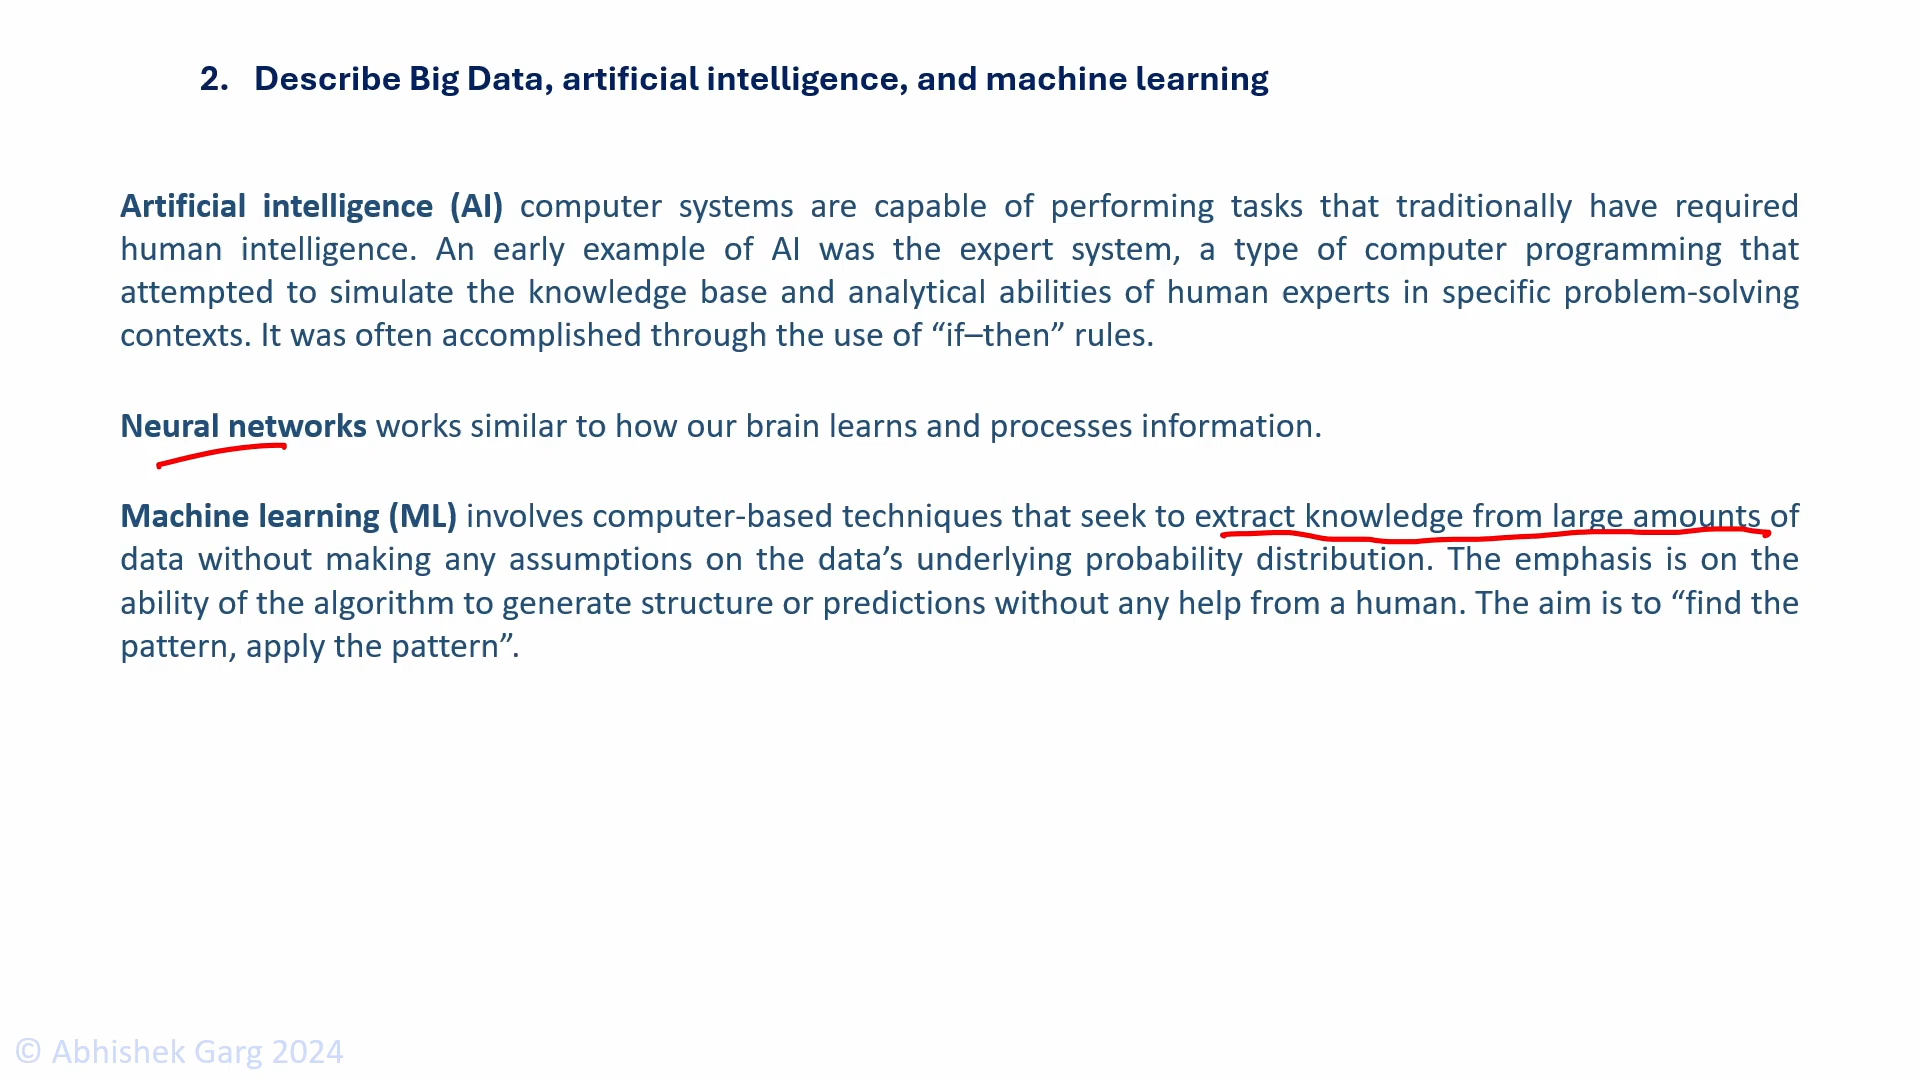 2. Describe Big Data, artificial intelligence, and machine learning
Artificial intelligence (AI) computer systems are capable of performing tasks that traditionally have required
human intelligence. An early example of AI was the expert system, a type of computer programming that
attempted to simulate the knowledge base and analytical abilities of human experts in specific problem-solving
contexts. It was often accomplished through the use of “if–then” rules.
Neural networks works similar to how our brain learns and processes information.
Machine learning (ML) involves computer-based techniques that seek to extract knowledge from large amounts of
data without making any assumptions on the data’s underlying probability distribution. The emphasis is on the
ability of the algorithm to generate structure or predictions without any help from a human. The aim is to “find the
pattern, apply the pattern”.
© Abhishek Garg 2024